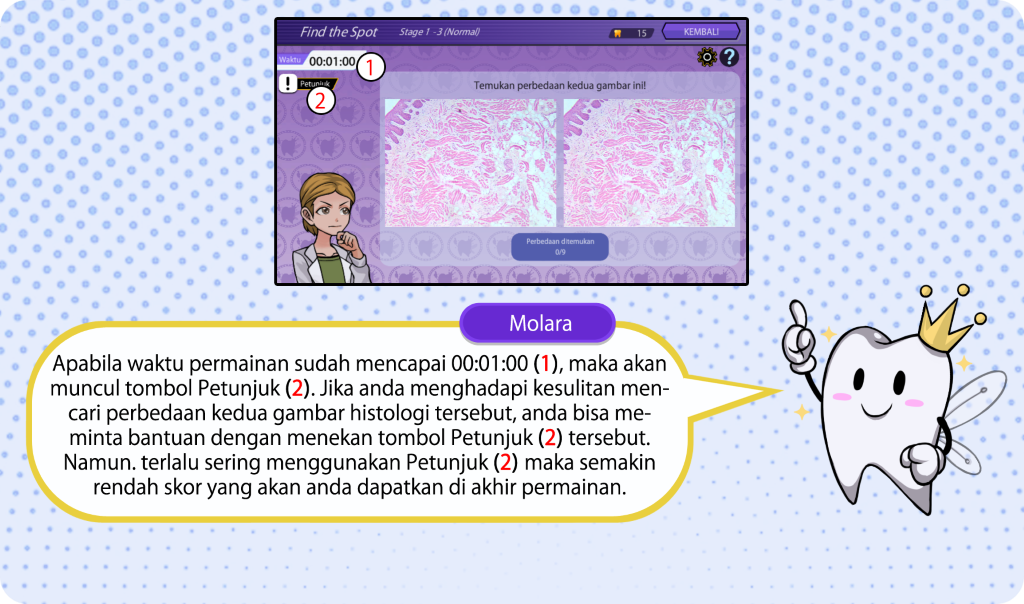 Find the Spot Stage 1 - 3 (Normal) 15 KEMBALI
Waktu 00:01:00 1 ?
! Petunjuk
2
Temukan perbedaan kedua gambar ini!
Perbedaan ditemukan
0/9
Molara
Apabila waktu permainan sudah mencapai 00:01:00 (1), maka akan
muncul tombol Petunjuk (2). Jika anda menghadapi kesulitan men-
cari perbedaan kedua gambar histologi tersebut, anda bisa me-
minta bantuan dengan menekan tombol Petunjuk (2) tersebut.
Namun. terlalu sering menggunakan Petunjuk (2) maka semakin
rendah skor yang akan anda dapatkan di akhir permainan.